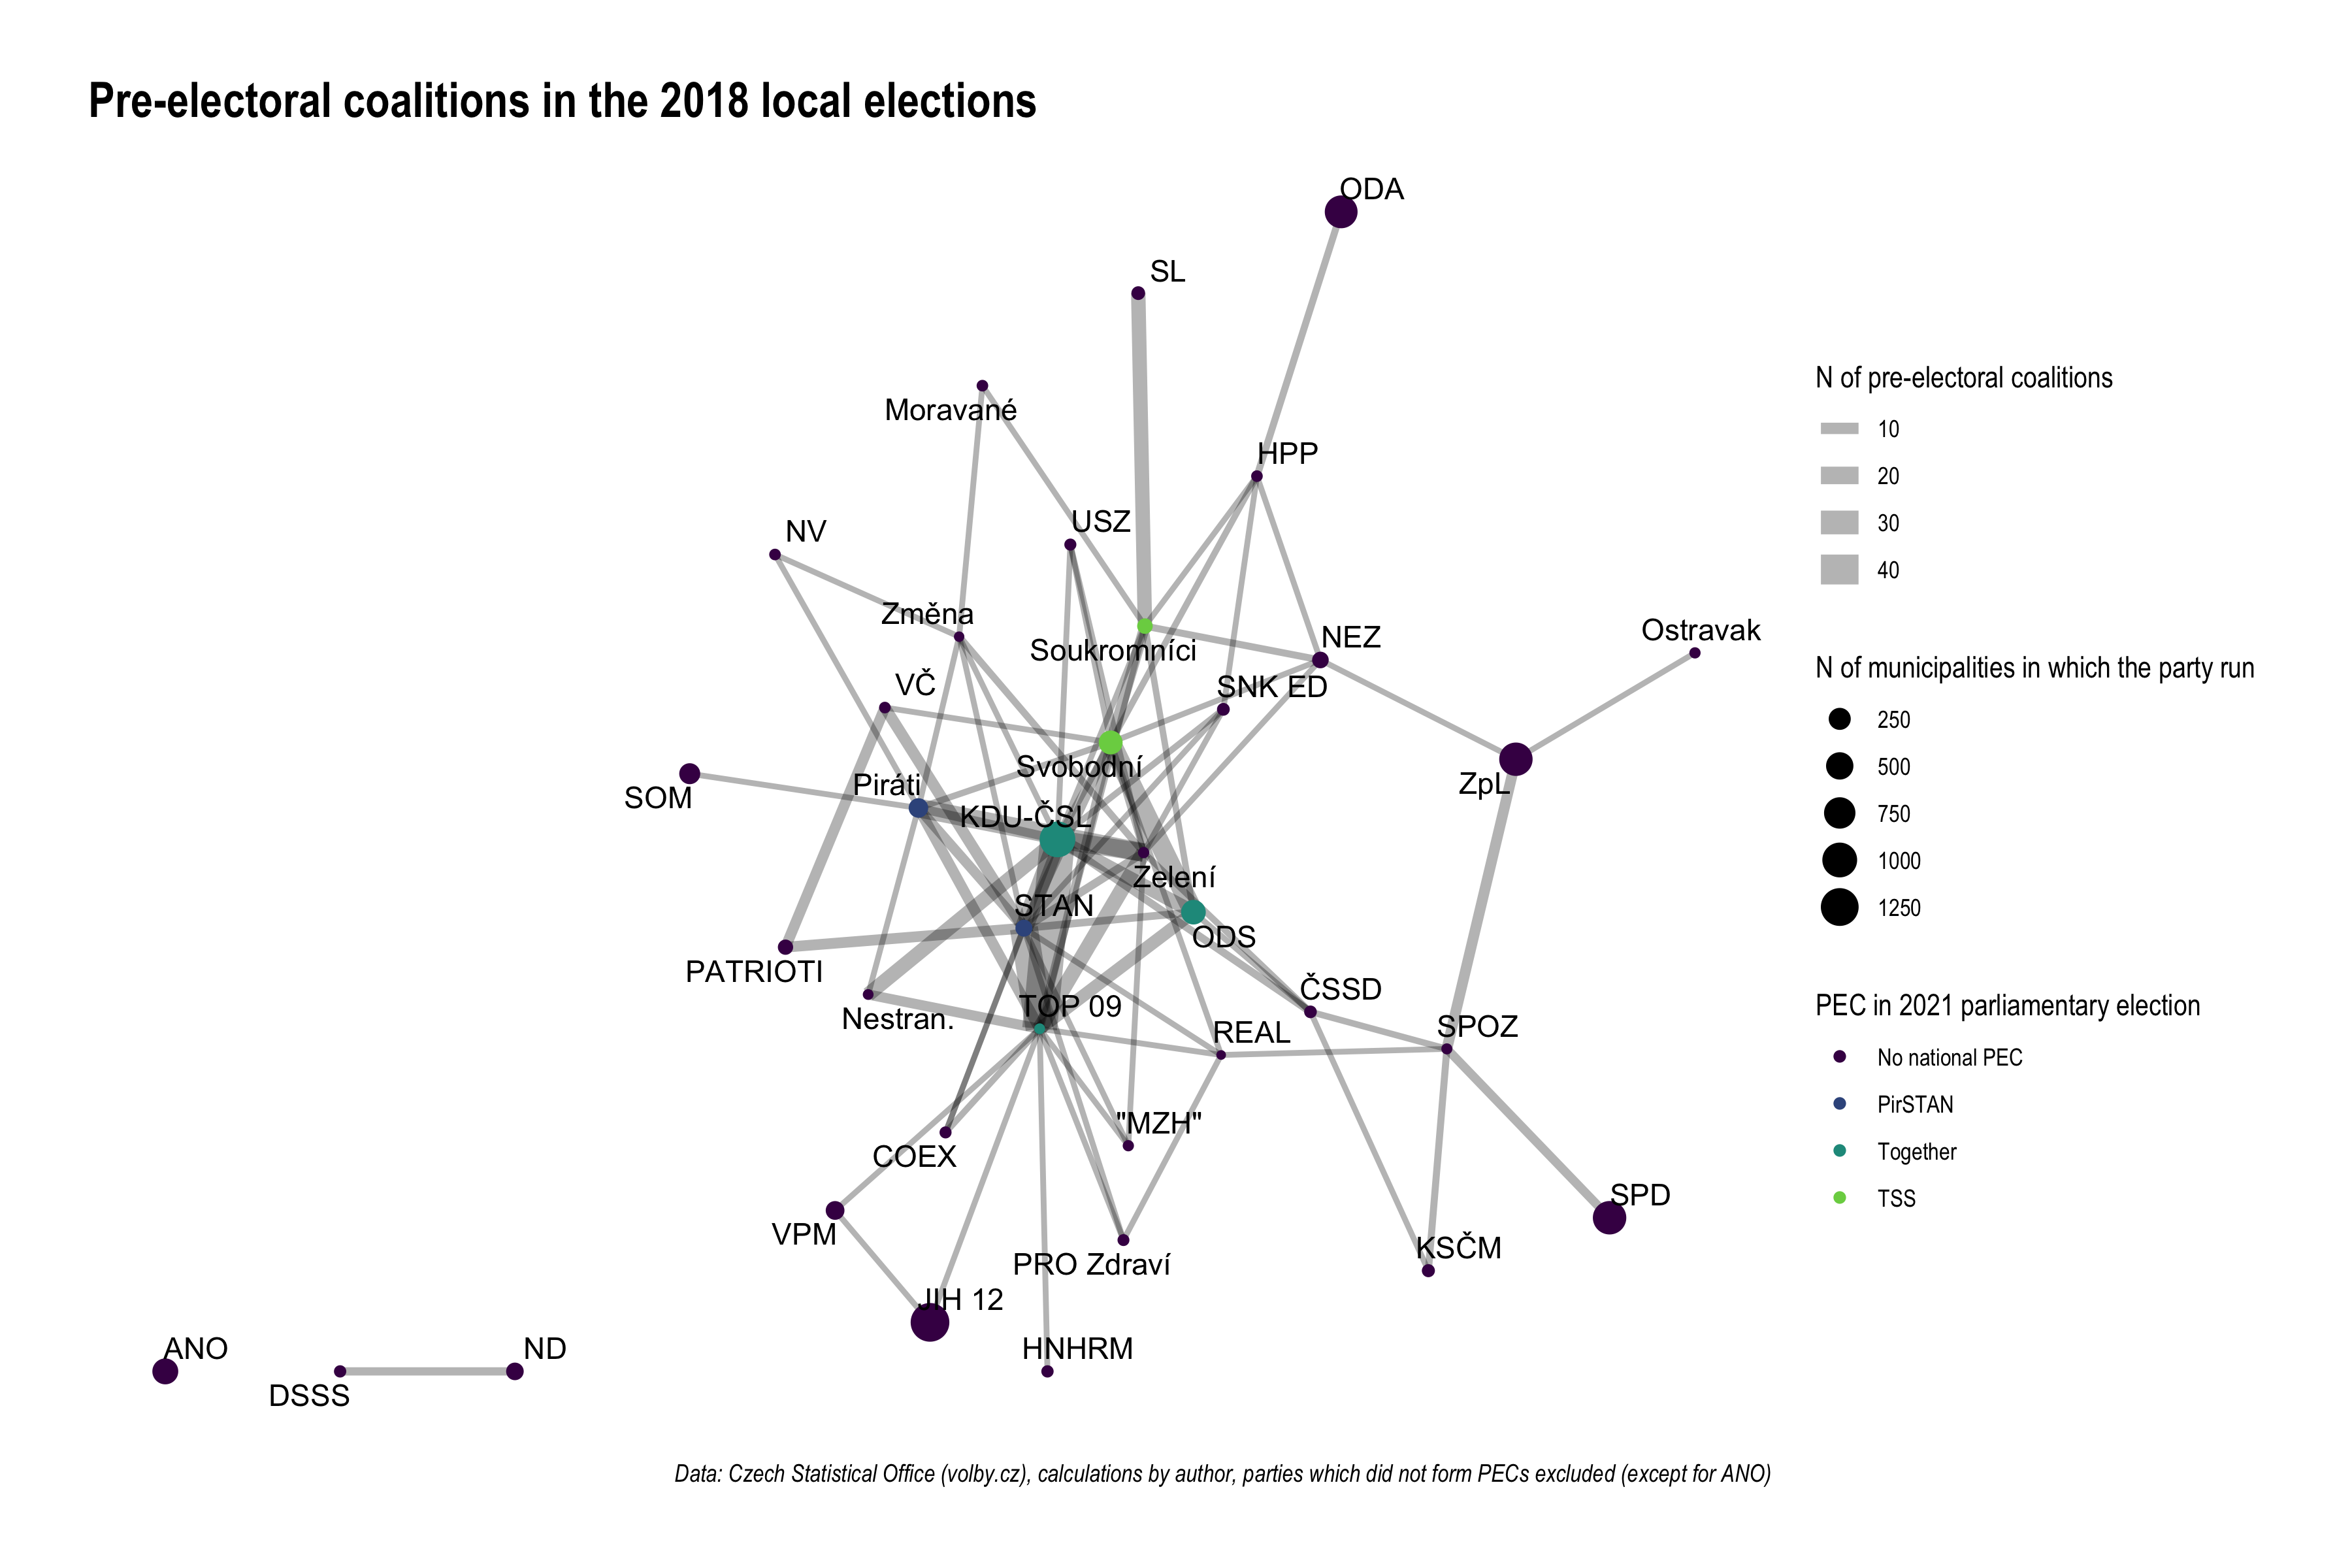 Pre-electoral coalitions in the 2018 local elections
ODA
SL
Moravané
HPP
NV
USZ
Změna
Soukromníci
NEZ
Ostravak
VČ
SNK ED
Svobodní
SOM
Piráti
ZpL
KDU-ČSL
Zelení
STAN
ODS
PATRIOTI
Nestran.
TOP 09
ČSSD
REAL
SPOZ
"MZH"
COEX
VPM
SPD
PRO Zdraví
KSČM
JIH 12
HNHRM
ANO
DSSS
ND
N of pre-electoral coalitions
10
20
30
40
N of municipalities in which the party run
250
500
750
1000
1250
PEC in 2021 parliamentary election
No national PEC
PirSTAN
Together
TSS
Data: Czech Statistical Office (volby.cz), calculations by author, parties which did not form PECs excluded (except for ANO)